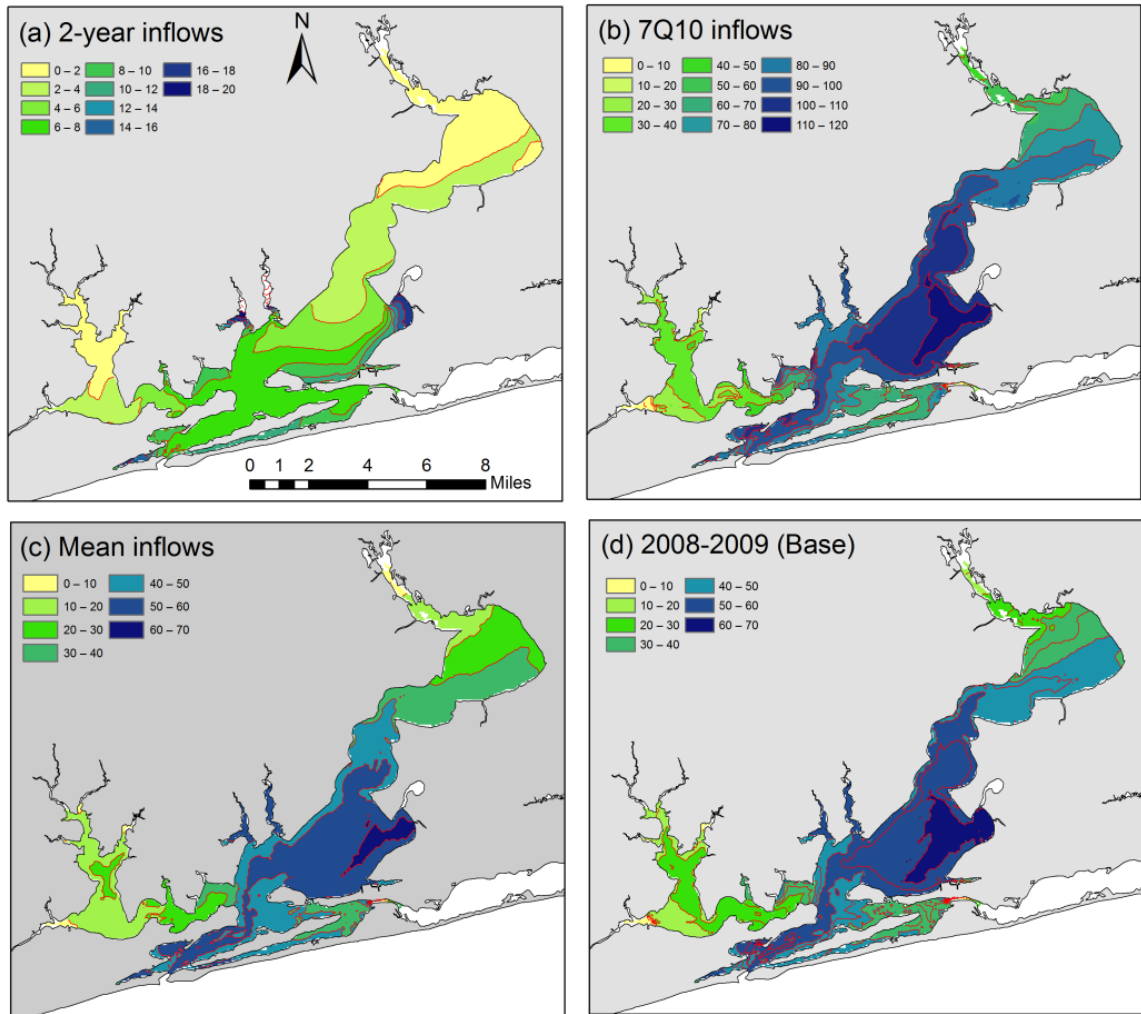 (a) 2-year inflows
N
0 – 2 8 – 10 16 – 18
2 – 4 10 – 12 18 – 20
4 – 6 12 – 14
6 – 8 14 – 16
0 1 2 4 6 8
Miles
(b) 7Q10 inflows
0 – 10 40 – 50 80 – 90
10 – 20 50 – 60 90 – 100
20 – 30 60 – 70 100 – 110
30 – 40 70 – 80 110 – 120
(c) Mean inflows
0 – 10 40 – 50
10 – 20 50 – 60
20 – 30 60 – 70
30 – 40
(d) 2008-2009 (Base)
0 – 10 40 – 50
10 – 20 50 – 60
20 – 30 60 – 70
30 – 40